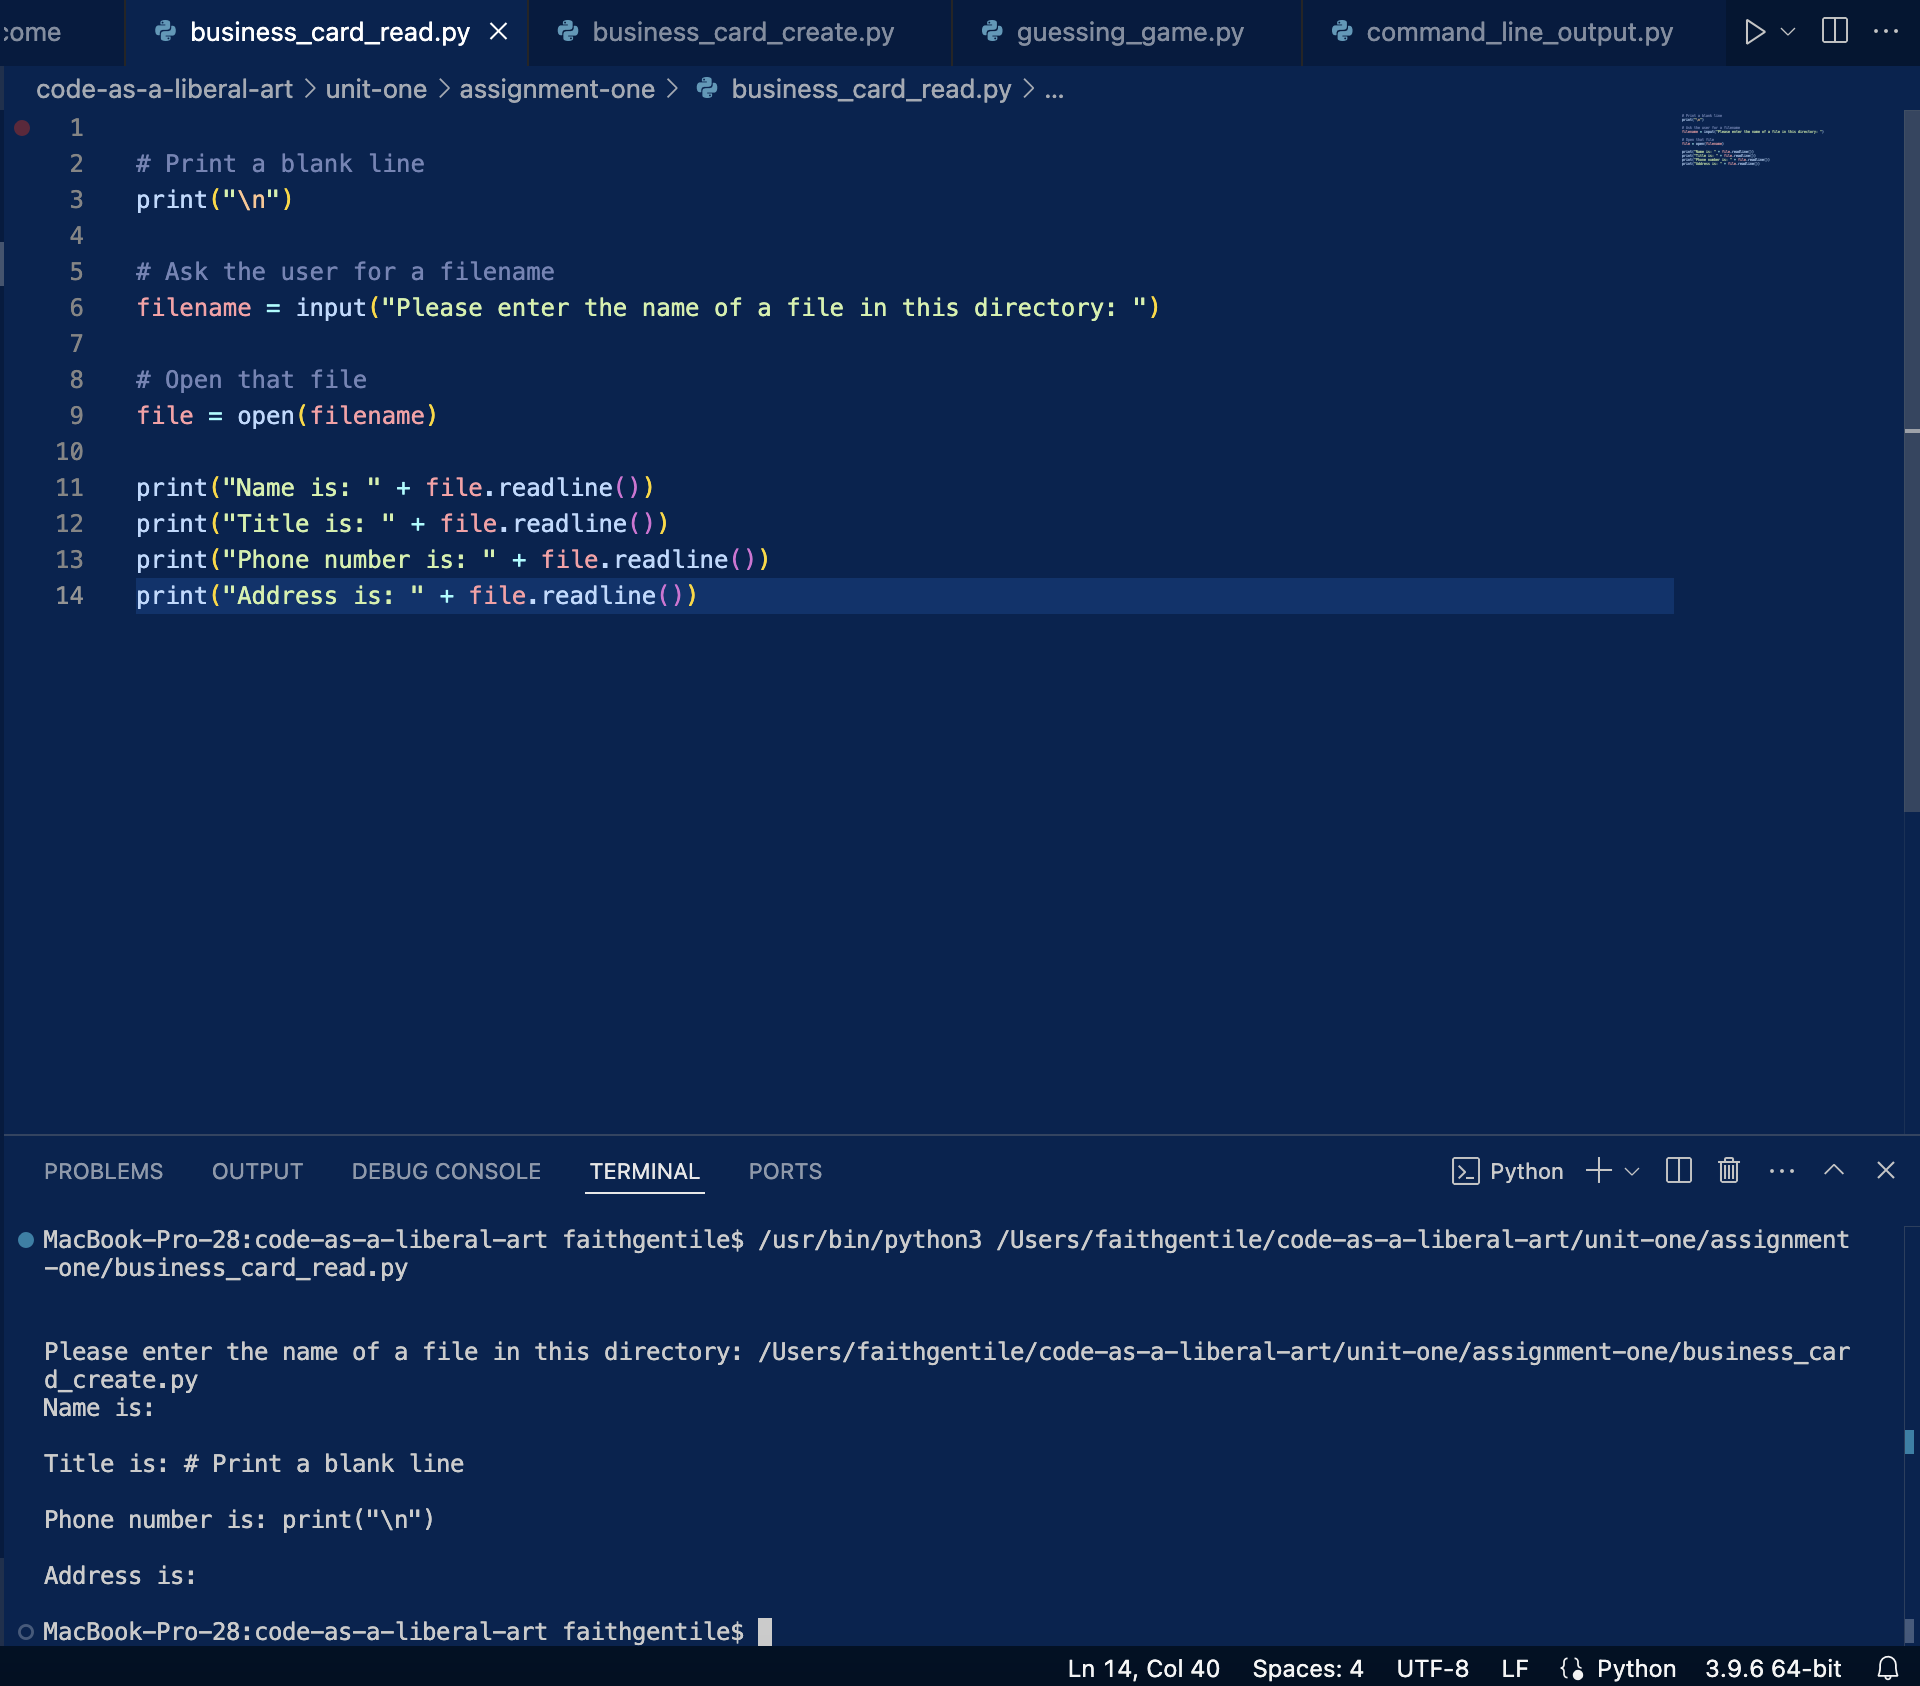 come business_card_read.py business_card_create.py guessing_game.py command_line_output.py
code-as-a-liberal-art > unit-one > assignment-one > business_card_read.py > ...
1
2 # Print a blank line
3 print("\n")
4
5 # Ask the user for a filename
6 filename = input("Please enter the name of a file in this directory: ")
7
8 # Open that file
9 file = open(filename)
10
11 print("Name is: " + file.readline())
12 print("Title is: " + file.readline())
13 print("Phone number is: " + file.readline())
14 print("Address is: " + file.readline())
PROBLEMS OUTPUT DEBUG CONSOLE TERMINAL PORTS Python
MacBook-Pro-28:code-as-a-liberal-art faithgentile$ /usr/bin/python3 /Users/faithgentile/code-as-a-liberal-art/unit-one/assignment
-one/business_card_read.py
Please enter the name of a file in this directory: /Users/faithgentile/code-as-a-liberal-art/unit-one/assignment-one/business_car
d_create.py
Name is:
Title is: # Print a blank line
Phone number is: print("\n")
Address is:
MacBook-Pro-28:code-as-a-liberal-art faithgentile$
Ln 14, Col 40 Spaces: 4 UTF-8 LF Python 3.9.6 64-bit